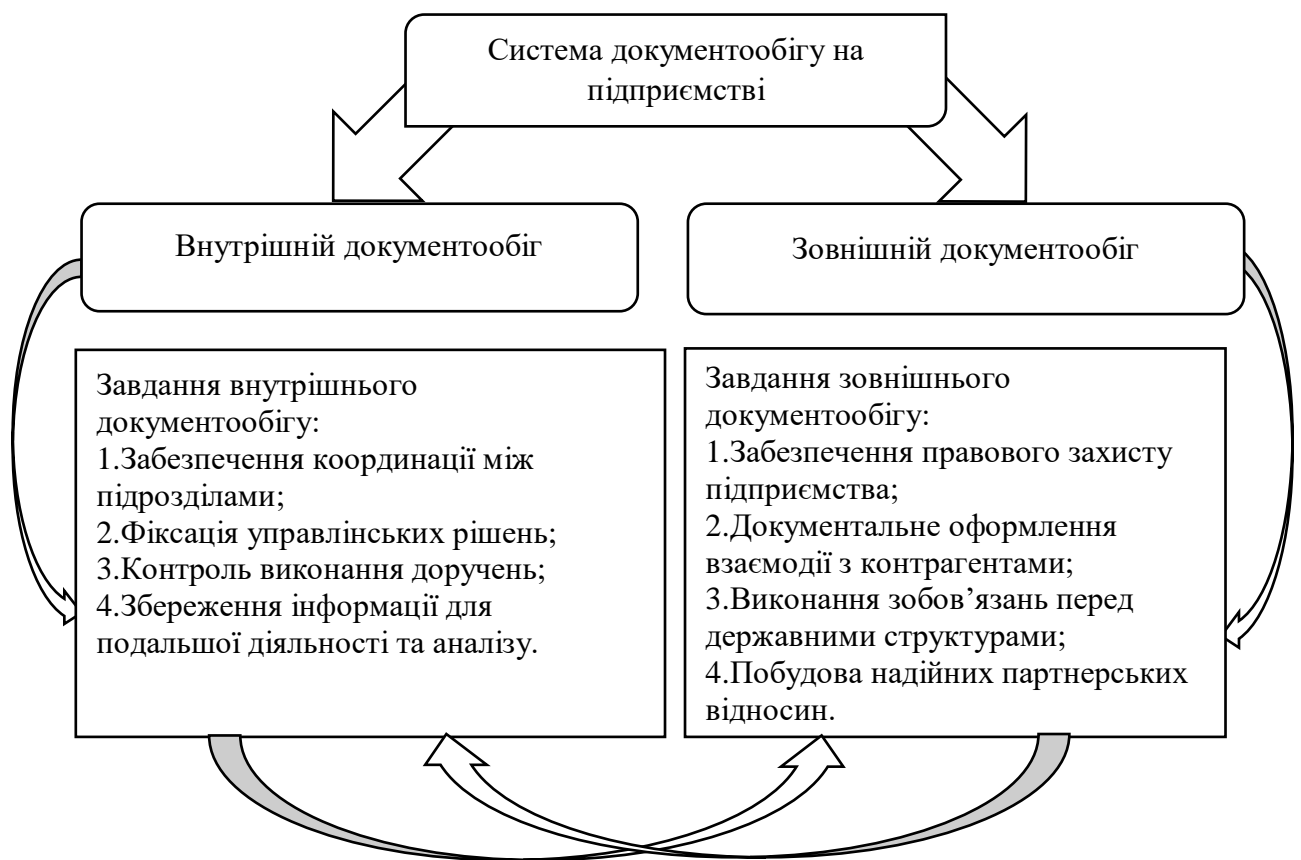 Система документообігу на
підприємстві
Внутрішній документообіг
Зовнішній документообіг
Завдання внутрішнього
документообігу:
1.Забезпечення координації між
підрозділами;
2.Фіксація управлінських рішень;
3.Контроль виконання доручень;
4.Збереження інформації для
подальшої діяльності та аналізу.
Завдання зовнішнього
документообігу:
1.Забезпечення правового захисту
підприємства;
2.Документальне оформлення
взаємодії з контрагентами;
3.Виконання зобов’язань перед
державними структурами;
4.Побудова надійних партнерських
відносин.